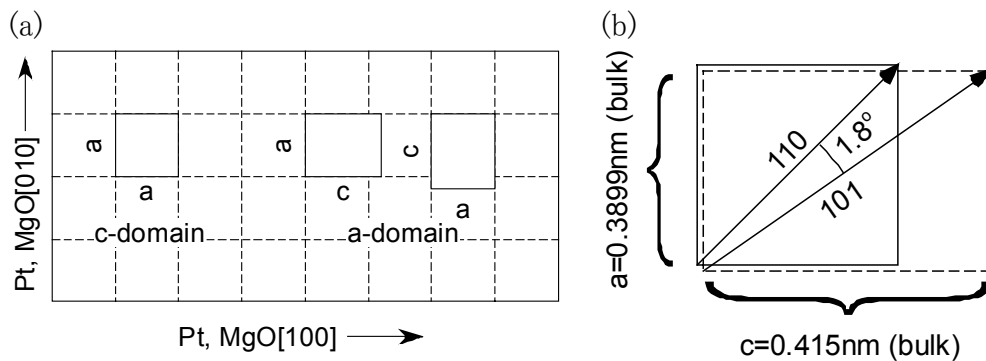 (a)
Pt, MgO[010]
a
a
c-domain
a
c
c
a
a-domain
Pt, MgO[100]
(b)
a=0.3899nm (bulk)
110
1.8°
101
c=0.415nm (bulk)